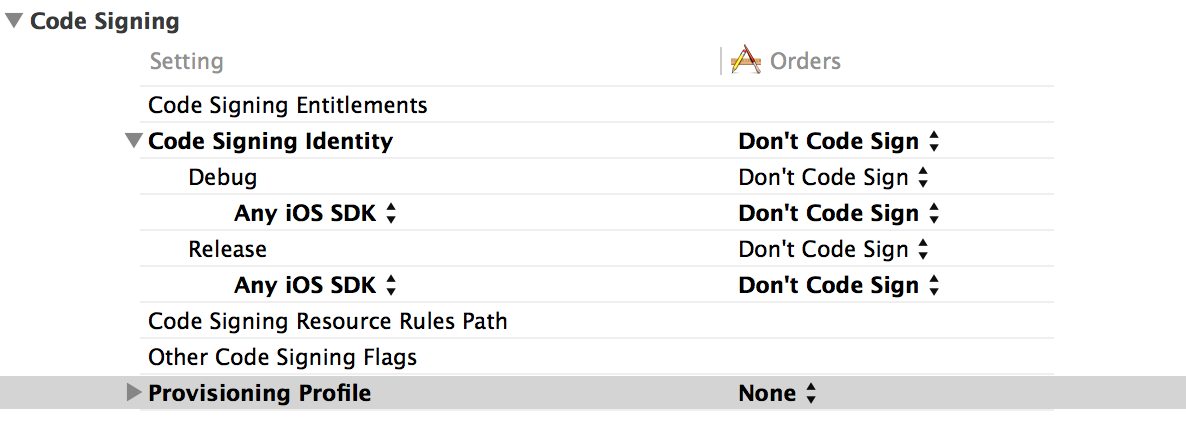 Code Signing
Setting Orders
Code Signing Entitlements
Code Signing Identity Don't Code Sign
Debug Don't Code Sign
Any iOS SDK Don't Code Sign
Release Don't Code Sign
Any iOS SDK Don't Code Sign
Code Signing Resource Rules Path
Other Code Signing Flags
Provisioning Profile None